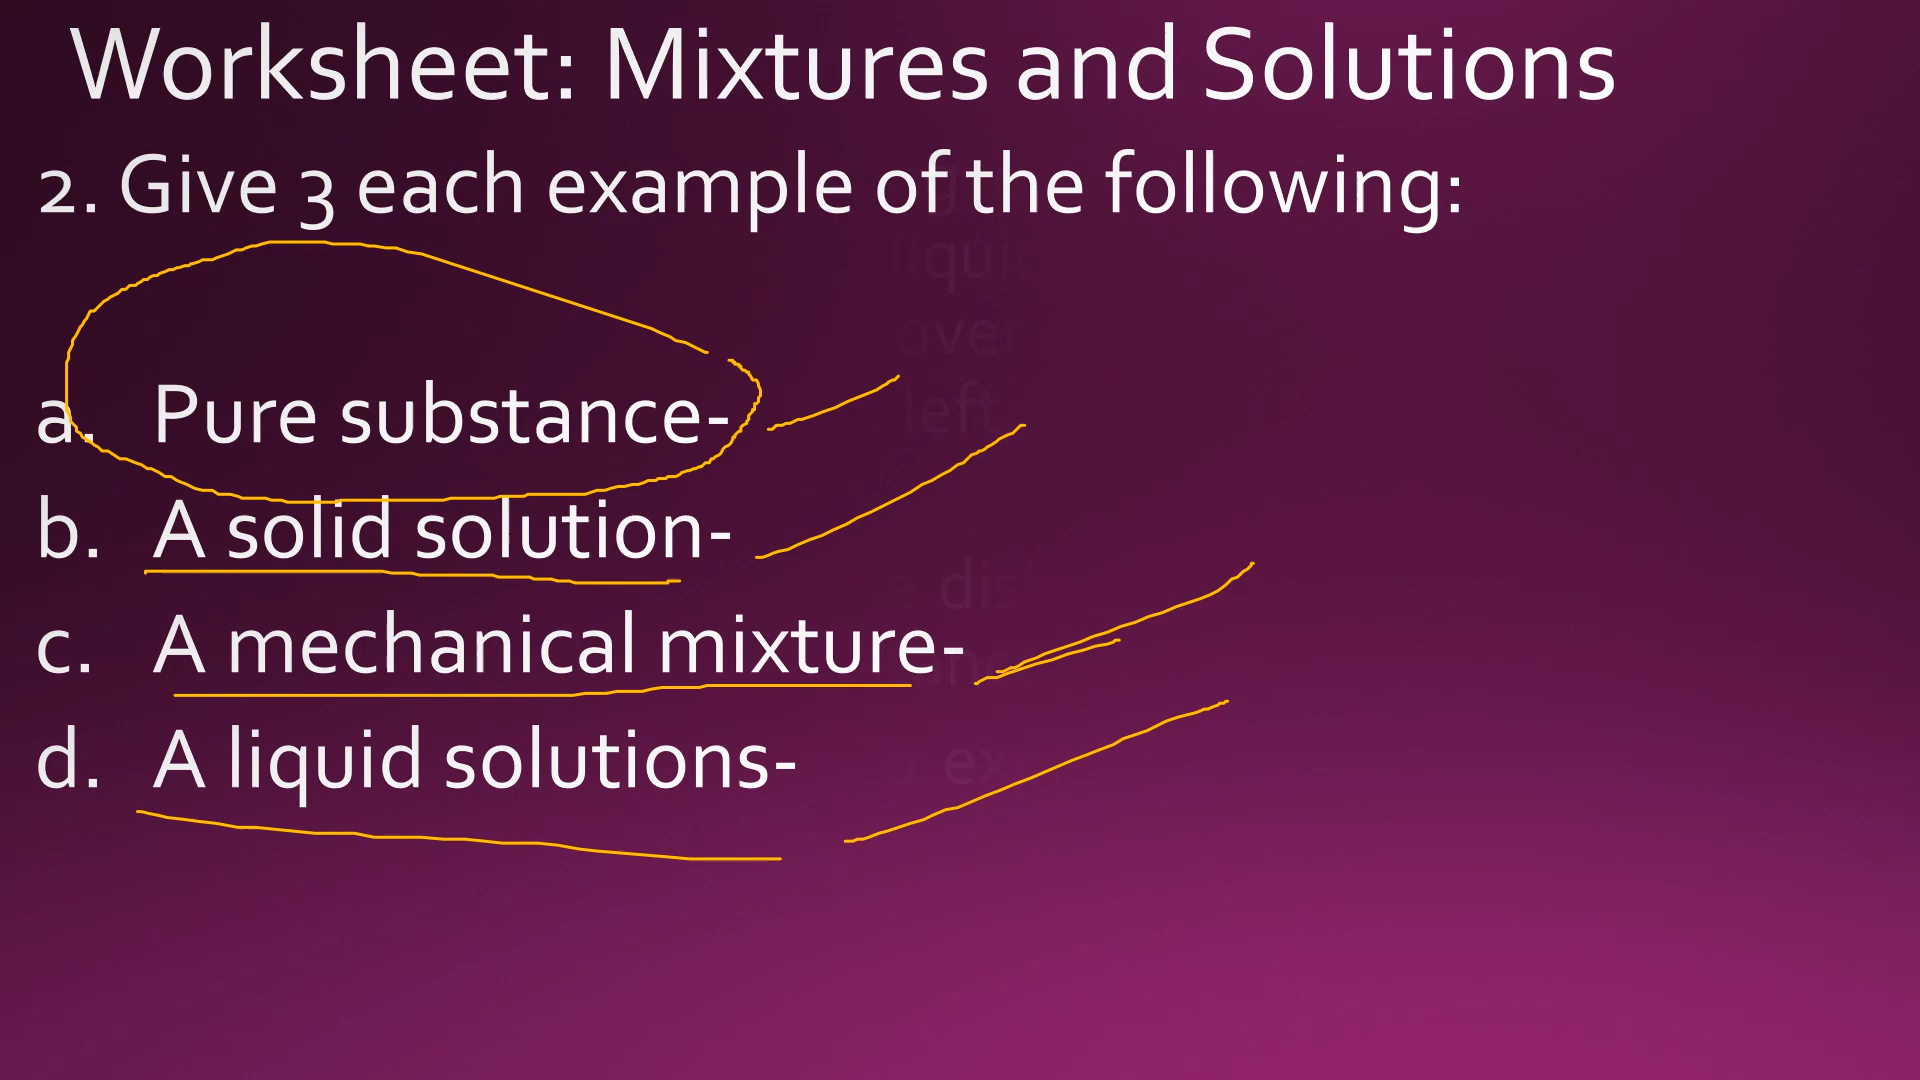 Worksheet: Mixtures and Solutions
2. Give 3 each example of the following:
a. Pure substance-
b. A solid solution-
c. A mechanical mixture-
d. A liquid solutions-